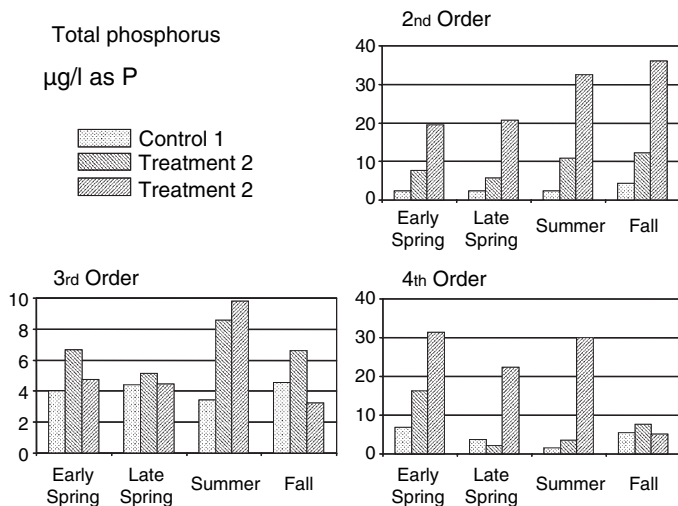 Total phosphorus
µg/l as P
Control 1
Treatment 2
Treatment 2
2nd Order
40
30
20
10
0
Early Spring
Late Spring
Summer
Fall
3rd Order
10
8
6
4
2
0
Early Spring
Late Spring
Summer
Fall
4th Order
40
30
20
10
0
Early Spring
Late Spring
Summer
Fall